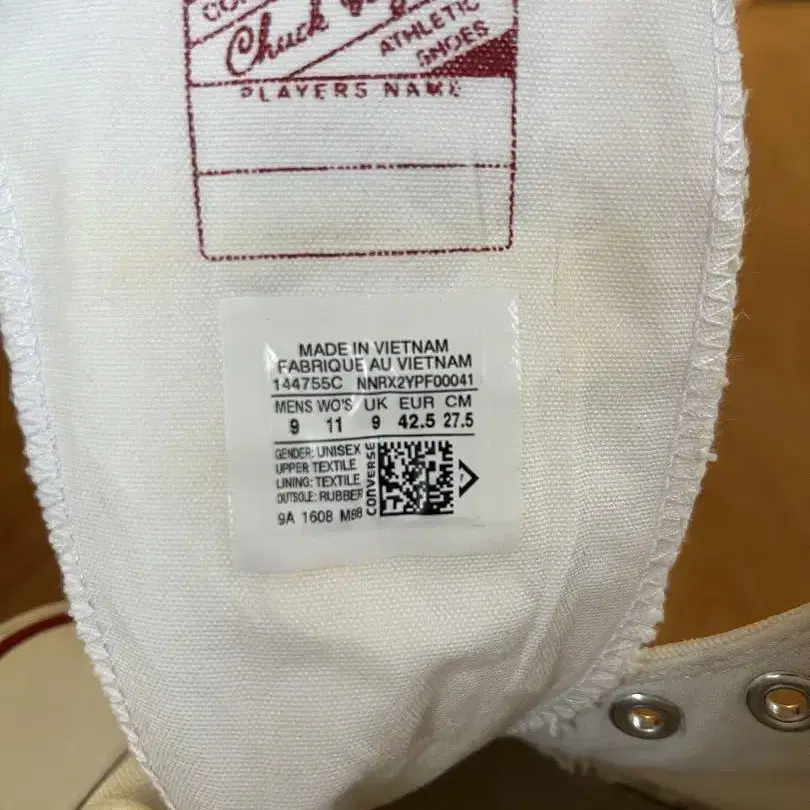 Chuck
ATHLETIC
SHOES
PLAYERS NAME
MADE IN VIETNAM
FABRIQUE AU VIETNAM
144755C NNRX2YPF00041
MENS WO'S UK EUR CM
9 11 9 42.5 27.5
GENDER: UNISEX
UPPER TEXTILE
LINING: TEXTILE
OUTSOLE: RUBBER
CONVERSE
9A 160B M88